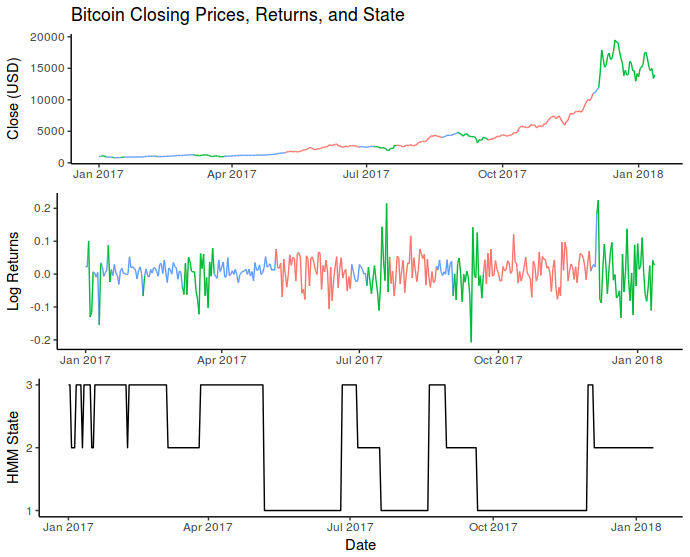 Bitcoin Closing Prices, Returns, and State
Close (USD)
20000
15000
10000
5000
0
Jan 2017 Apr 2017 Jul 2017 Oct 2017 Jan 2018
Log Returns
0.2
0.1
0.0
-0.1
-0.2
Jan 2017 Apr 2017 Jul 2017 Oct 2017 Jan 2018
HMM State
3
2
1
Jan 2017 Apr 2017 Jul 2017 Oct 2017 Jan 2018
Date